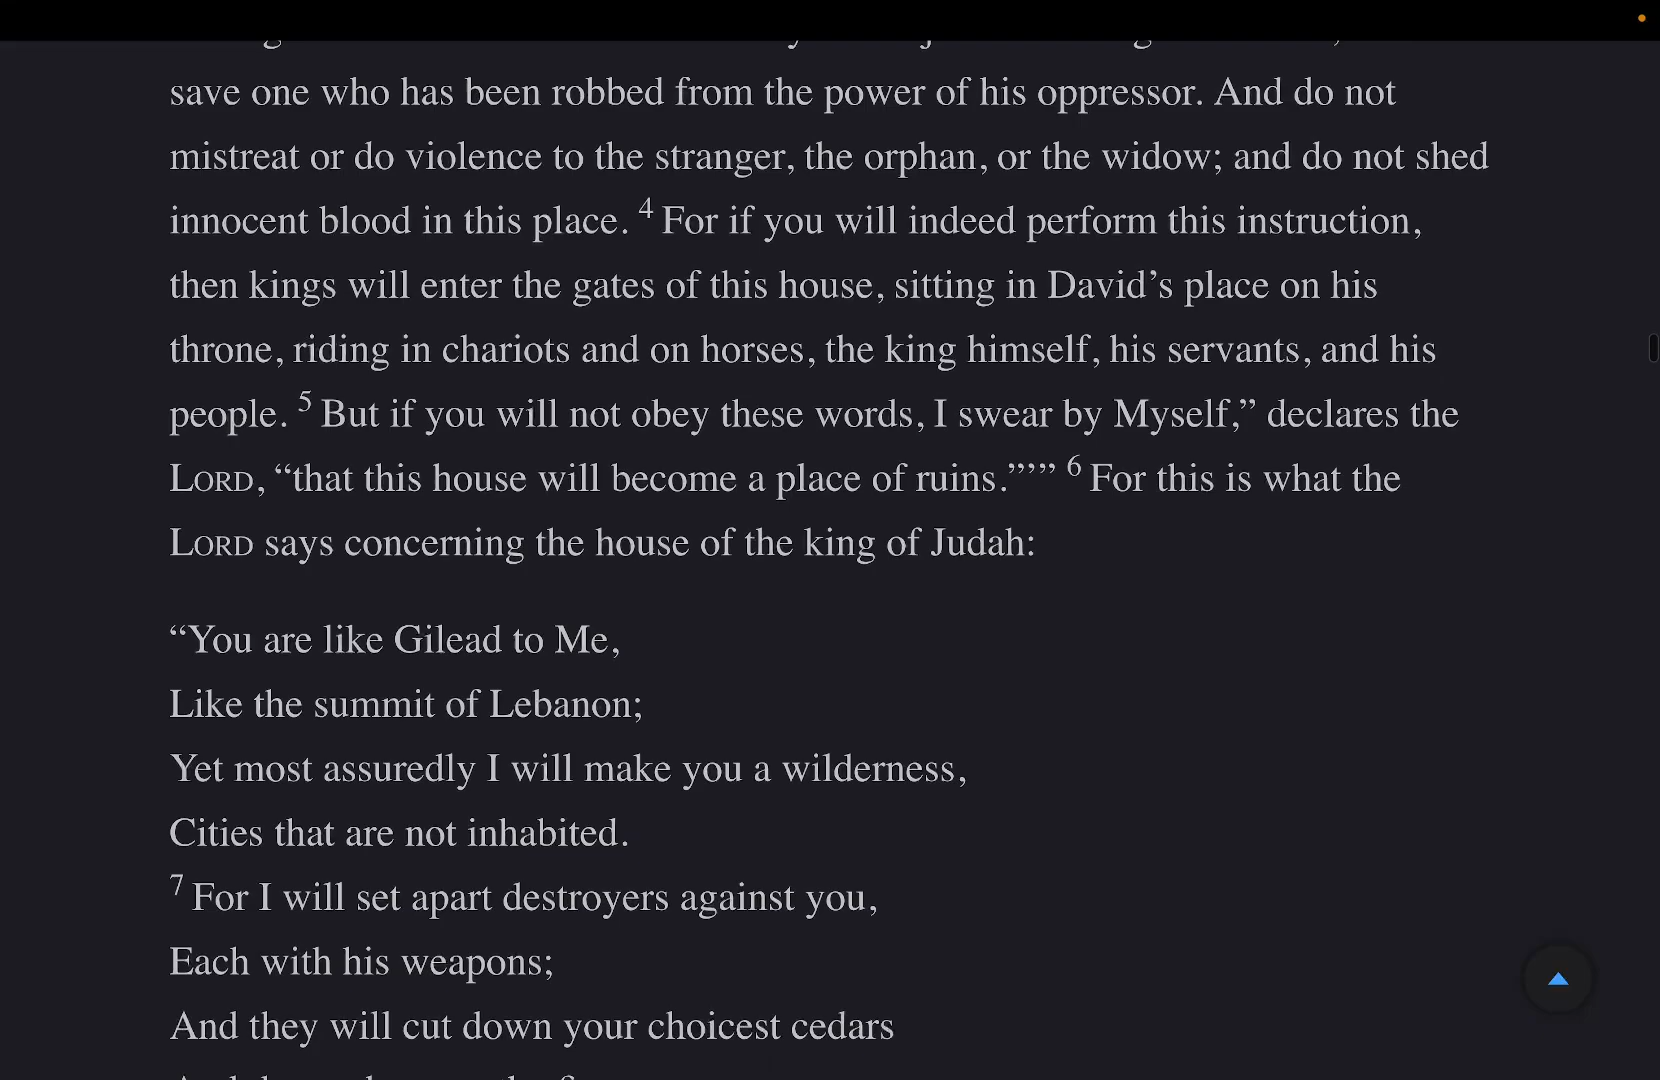 save one who has been robbed from the power of his oppressor. And do not
mistreat or do violence to the stranger, the orphan, or the widow; and do not shed
innocent blood in this place. 4 For if you will indeed perform this instruction,
then kings will enter the gates of this house, sitting in David’s place on his
throne, riding in chariots and on horses, the king himself, his servants, and his
people. 5 But if you will not obey these words, I swear by Myself,” declares the
LORD, “that this house will become a place of ruins.”’” 6 For this is what the
LORD says concerning the house of the king of Judah:
“You are like Gilead to Me,
Like the summit of Lebanon;
Yet most assuredly I will make you a wilderness,
Cities that are not inhabited.
7 For I will set apart destroyers against you,
Each with his weapons;
And they will cut down your choicest cedars